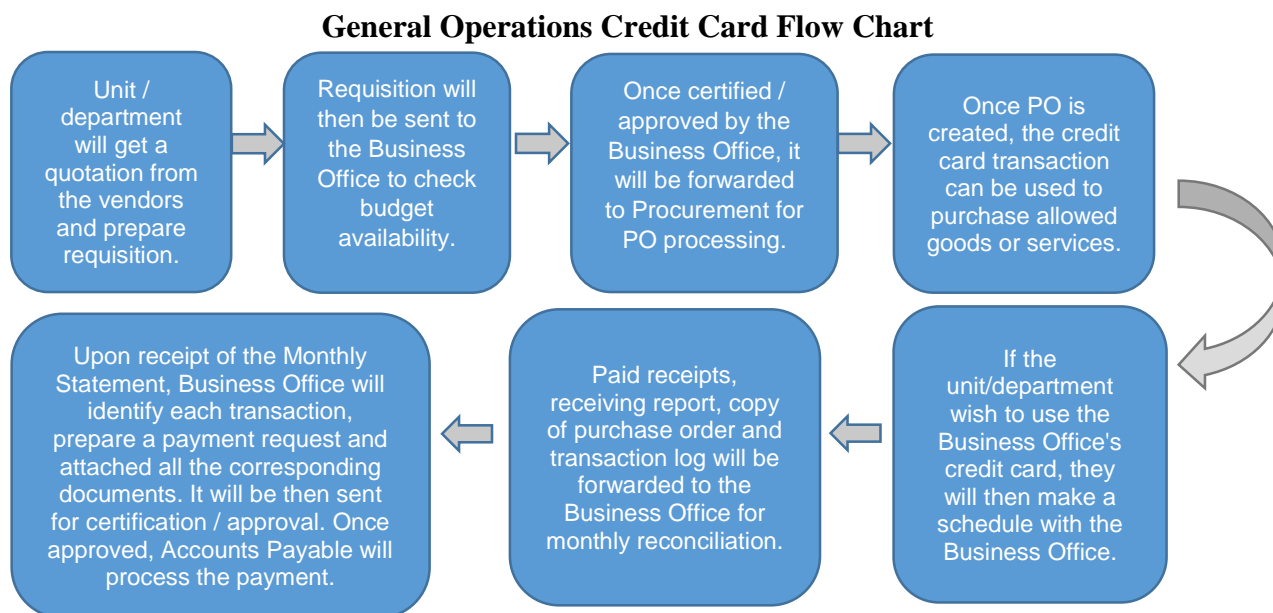 General Operations Credit Card Flow Chart
Unit /
department
will get a
quotation from
the vendors
and prepare
requisition.
Requisition will
then be sent to
the Business
Office to check
budget
availability.
Once certified /
approved by the
Business Office, it
will be forwarded
to Procurement for
PO processing.
Once PO is
created, the credit
card transaction
can be used to
purchase allowed
goods or services.
If the
unit/department
wish to use the
Business Office's
credit card, they
will then make a
schedule with the
Business Office.
Paid receipts,
receiving report, copy
of purchase order and
transaction log will be
forwarded to the
Business Office for
monthly reconciliation.
Upon receipt of the Monthly
Statement, Business Office will
identify each transaction,
prepare a payment request and
attached all the corresponding
documents. It will be then sent
for certification / approval. Once
approved, Accounts Payable will
process the payment.